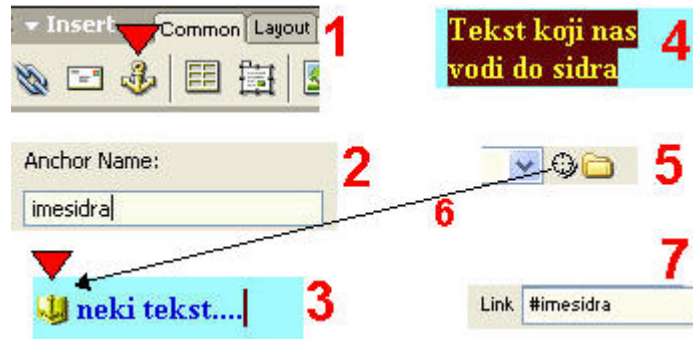 Insert Common Layout
1
Tekst koji nas
vodi do sidra
4
Anchor Name:
imesidra
2
5
6
neki tekst....
3
7
Link #imesidra